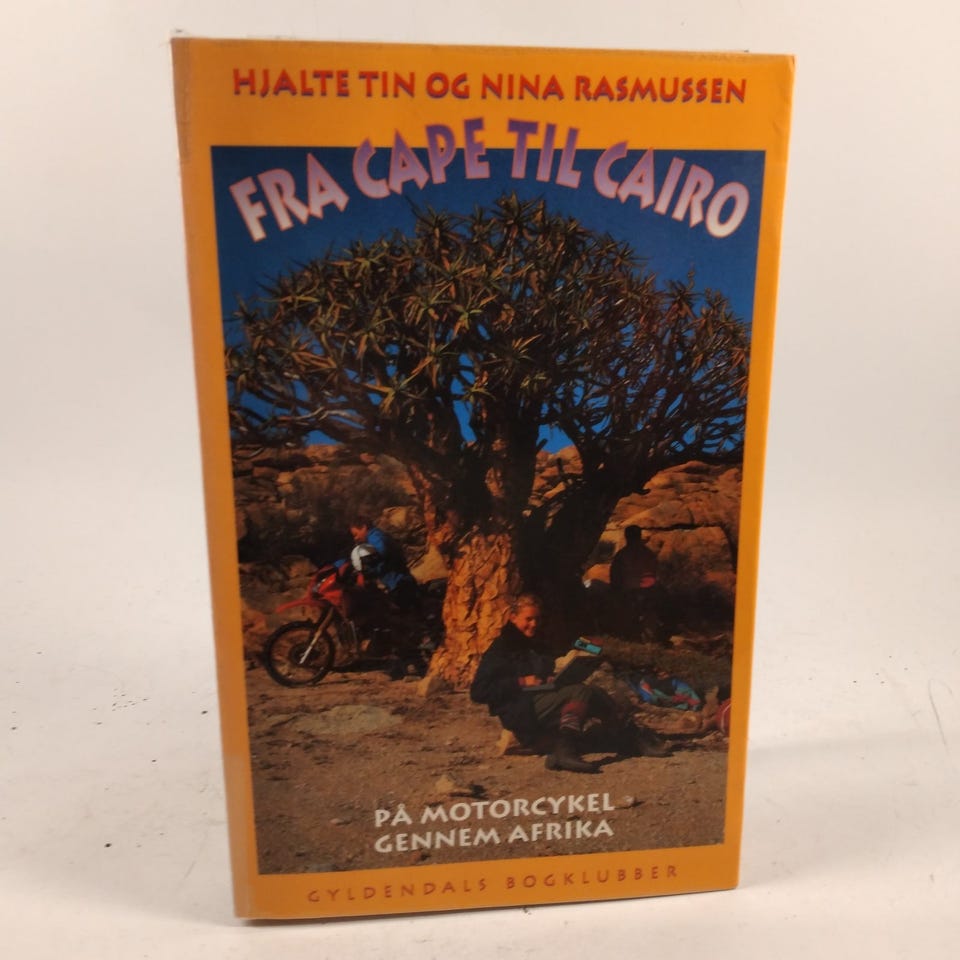 HJALTE TIN OG NINA RASMUSSEN
FRA CAPE TIL CAIRO
PÅ MOTORCYKEL
GENNEM AFRIKA
GYLDENDALS BOGKLUBBER